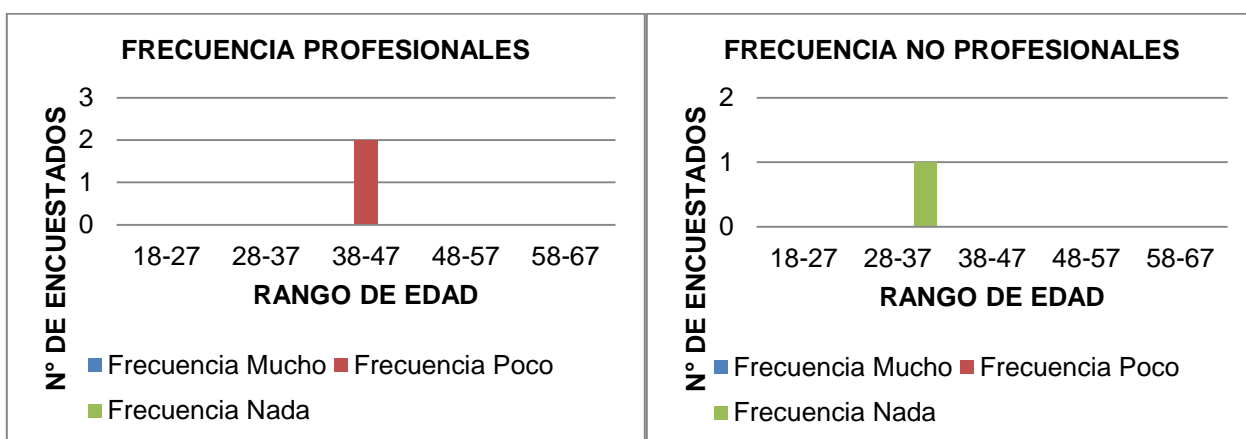 FRECUENCIA PROFESIONALES
N° DE ENCUESTADOS
3
2
1
0
18-27 28-37 38-47 48-57 58-67
RANGO DE EDAD
Frecuencia Mucho Frecuencia Poco
Frecuencia Nada
FRECUENCIA NO PROFESIONALES
N° DE ENCUESTADOS
2
1
0
18-27 28-37 38-47 48-57 58-67
RANGO DE EDAD
Frecuencia Mucho Frecuencia Poco
Frecuencia Nada